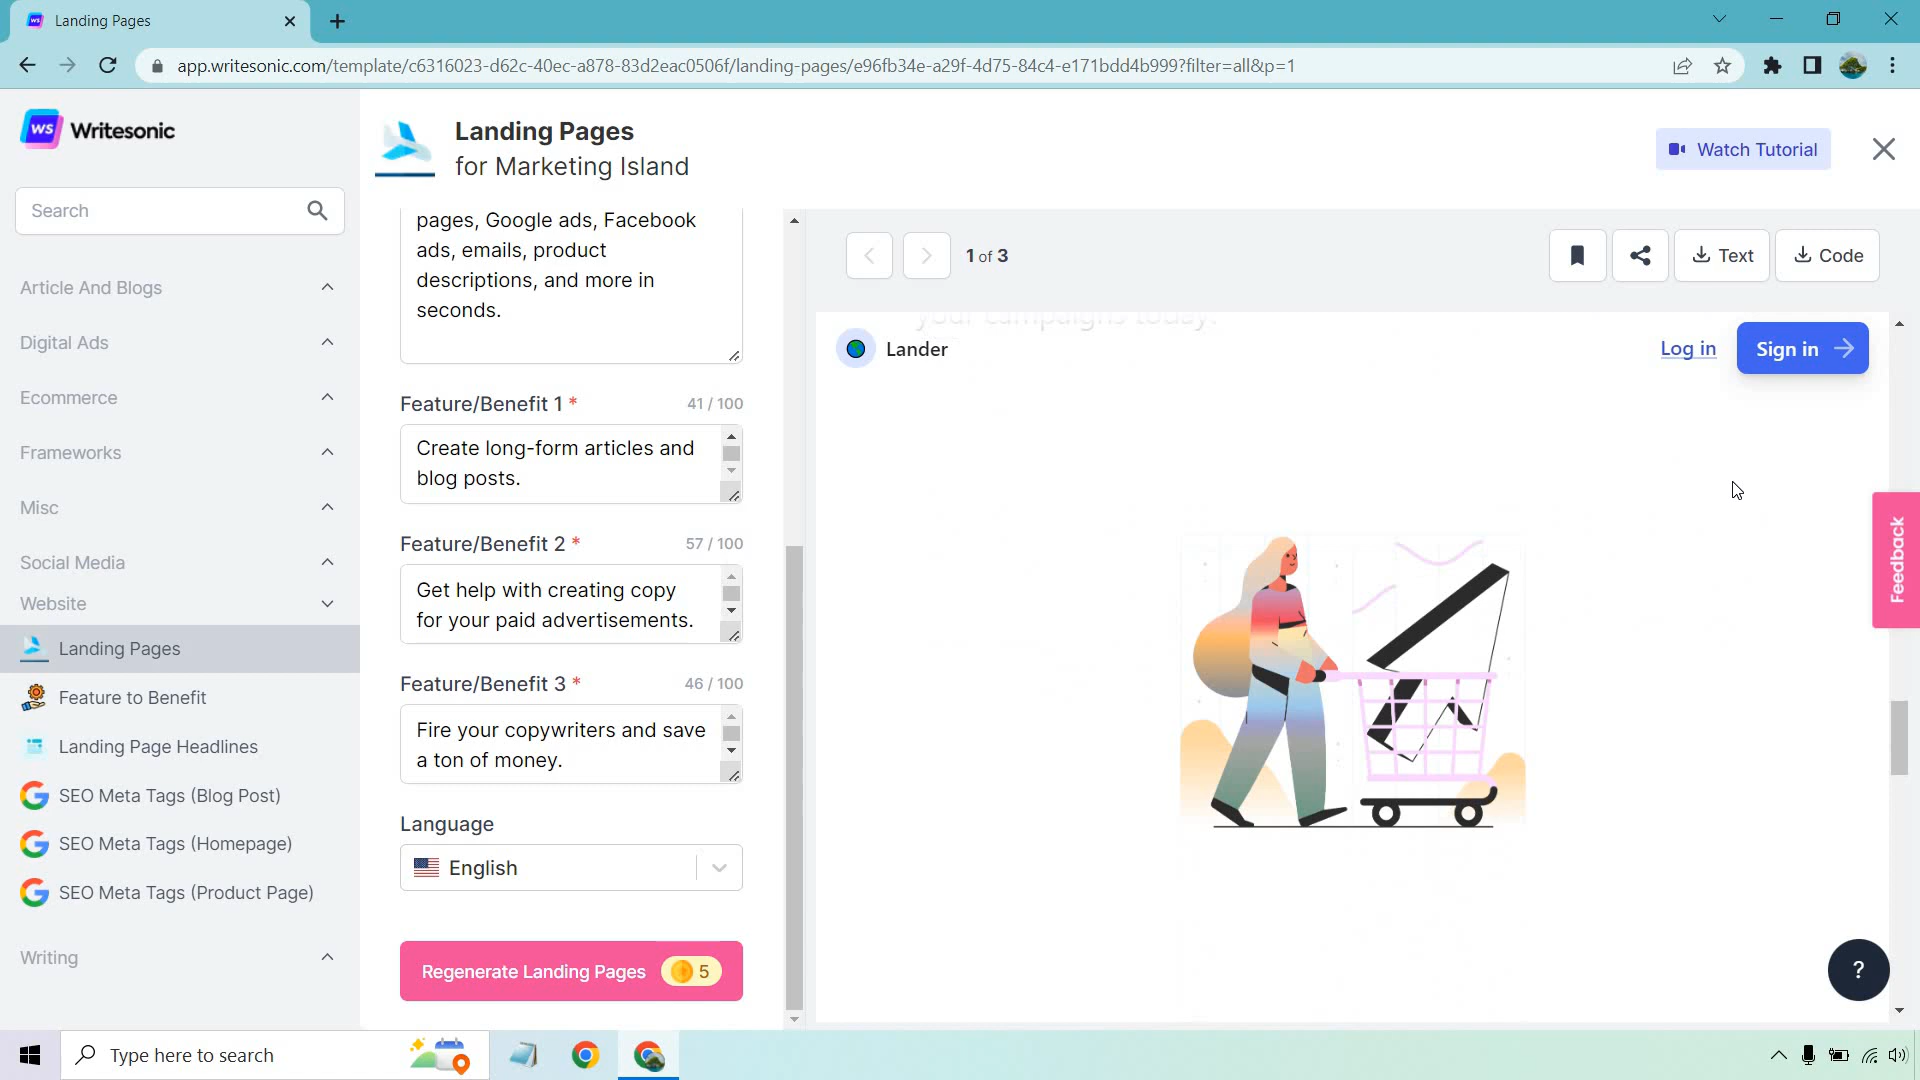 Landing Pages
app.writesonic.com/template/c6316023-d62c-40ec-a878-83d2eac0506f/landing-pages/e96fb34e-a29f-4d75-84c4-e171bdd4b999?filter=all&p=1
WS Writesonic
Search
Article And Blogs
Digital Ads
Ecommerce
Frameworks
Misc
Social Media
Website
Landing Pages
Feature to Benefit
Landing Page Headlines
SEO Meta Tags (Blog Post)
SEO Meta Tags (Homepage)
SEO Meta Tags (Product Page)
Writing
Landing Pages
for Marketing Island
Watch Tutorial
pages, Google ads, Facebook
ads, emails, product
descriptions, and more in
seconds.
Feature/Benefit 1 * 41 / 100
Create long-form articles and
blog posts.
Feature/Benefit 2 * 57 / 100
Get help with creating copy
for your paid advertisements.
Feature/Benefit 3 * 46 / 100
Fire your copywriters and save
a ton of money.
Language
English
Regenerate Landing Pages 5
1 of 3
Text
Code
your campaigns today.
Lander
Log in
Sign in
Feedback
?
Type here to search